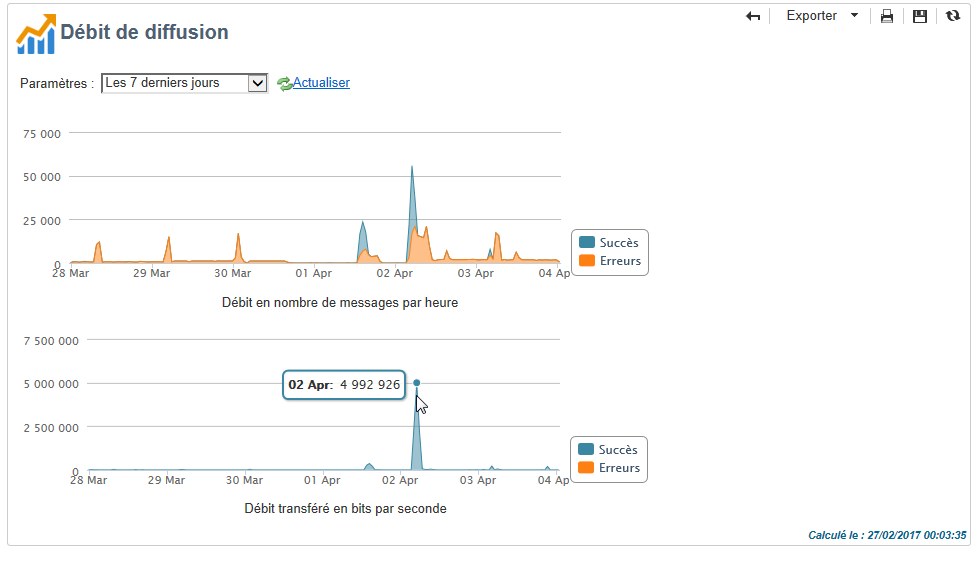 Exporter
Débit de diffusion
Paramètres : Les 7 derniers jours Actualiser
75 000
50 000
25 000
0
28 Mar 29 Mar 30 Mar 01 Apr 02 Apr 03 Apr 04 Ap
Succès
Erreurs
Débit en nombre de messages par heure
7 500 000
5 000 000
2 500 000
0
02 Apr: 4 992 926
28 Mar 29 Mar 30 Mar 01 Apr 02 Apr 03 Apr 04 Ap
Succès
Erreurs
Débit transféré en bits par seconde
Calculé le : 27/02/2017 00:03:35